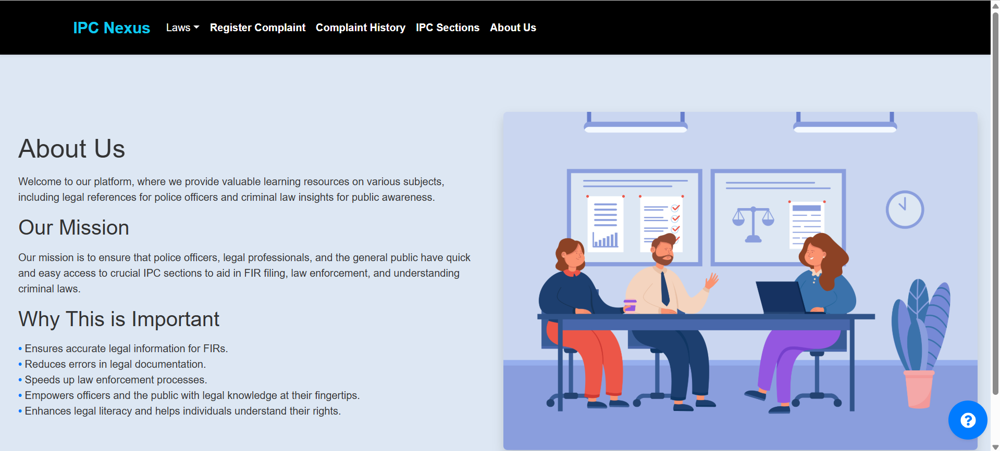 IPC Nexus Laws Register Complaint Complaint History IPC Sections About Us
About Us
Welcome to our platform, where we provide valuable learning resources on various subjects,
including legal references for police officers and criminal law insights for public awareness.
Our Mission
Our mission is to ensure that police officers, legal professionals, and the general public have quick
and easy access to crucial IPC sections to aid in FIR filing, law enforcement, and understanding
criminal laws.
Why This is Important
• Ensures accurate legal information for FIRs.
• Reduces errors in legal documentation.
• Speeds up law enforcement processes.
• Empowers officers and the public with legal knowledge at their fingertips.
• Enhances legal literacy and helps individuals understand their rights.
?